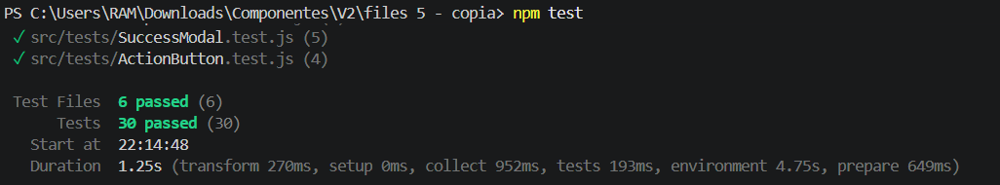 PS C:\Users\RAM\Downloads\Componentes\V2\files 5 - copia> npm test
✓ src/tests/SuccessModal.test.js (5)
✓ src/tests/ActionButton.test.js (4)
Test Files 6 passed (6)
Tests 30 passed (30)
Start at 22:14:48
Duration 1.25s (transform 270ms, setup 0ms, collect 952ms, tests 193ms, environment 4.75s, prepare 649ms)